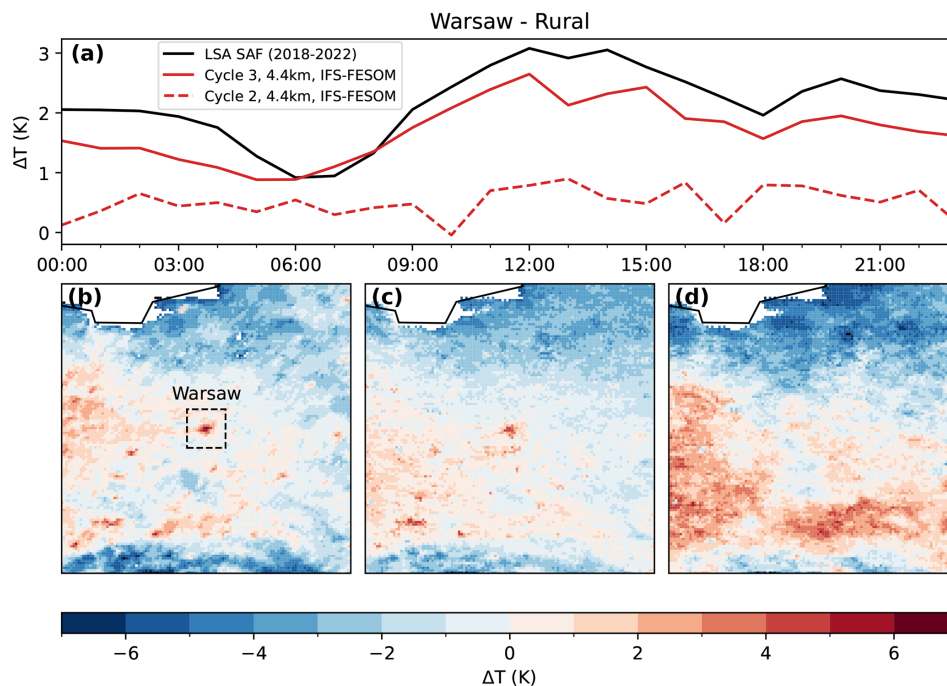 Warsaw - Rural
(a)
LSA SAF (2018-2022)
Cycle 3, 4.4km, IFS-FESOM
Cycle 2, 4.4km, IFS-FESOM
ΔT (K)
3
2
1
0
00:00 03:00 06:00 09:00 12:00 15:00 18:00 21:00
(b) (c) (d)
Warsaw
−6 −4 −2 0 2 4 6
ΔT (K)